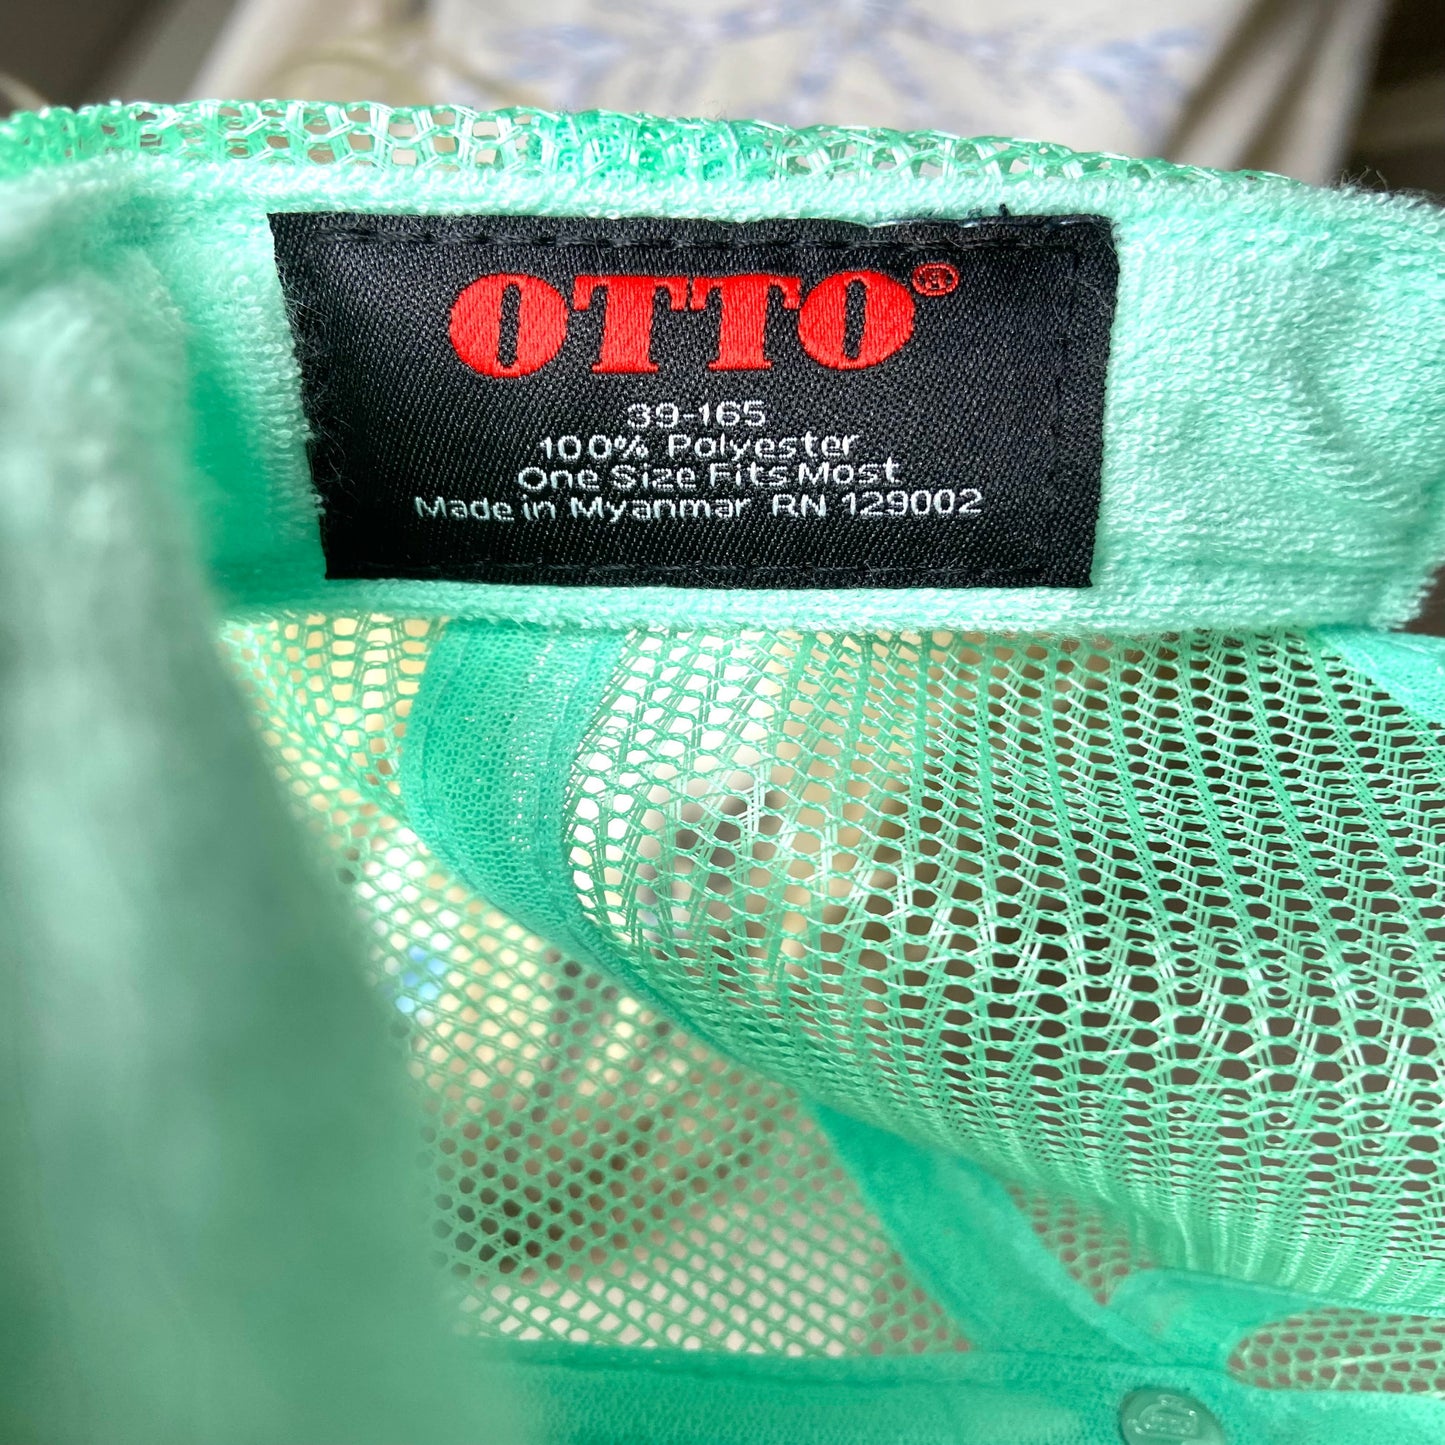 OTTO®
39-165
100% Polyester
One Size Fits Most
Made in Myanmar RN 129002